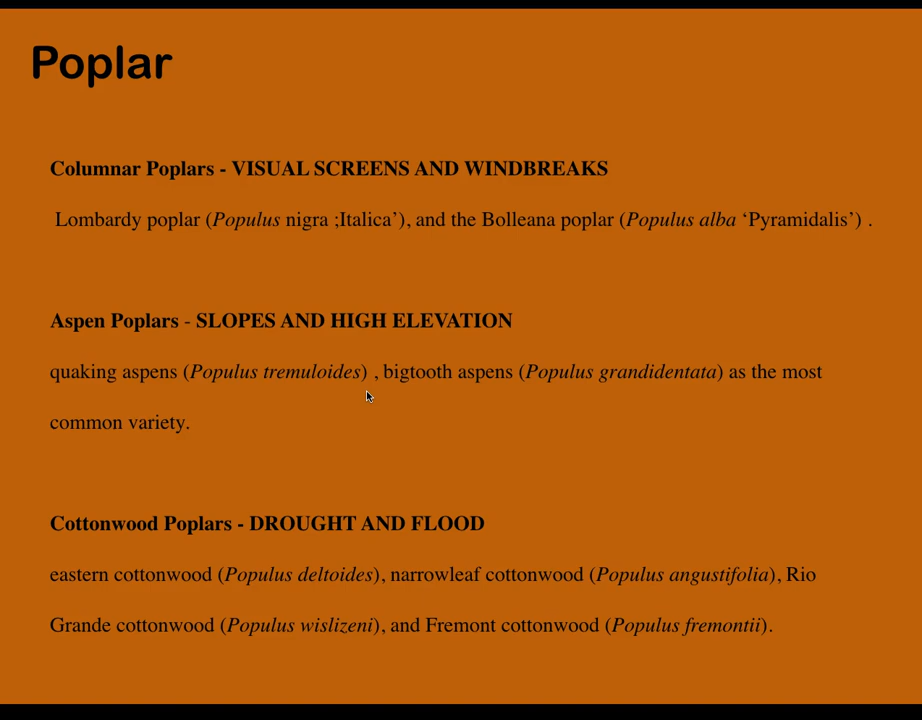 Poplar
Columnar Poplars - VISUAL SCREENS AND WINDBREAKS
Lombardy poplar (Populus nigra ;Italica’), and the Bolleana poplar (Populus alba ‘Pyramidalis’) .
Aspen Poplars - SLOPES AND HIGH ELEVATION
quaking aspens (Populus tremuloides) , bigtooth aspens (Populus grandidentata) as the most
common variety.
Cottonwood Poplars - DROUGHT AND FLOOD
eastern cottonwood (Populus deltoides), narrowleaf cottonwood (Populus angustifolia), Rio
Grande cottonwood (Populus wislizeni), and Fremont cottonwood (Populus fremontii).